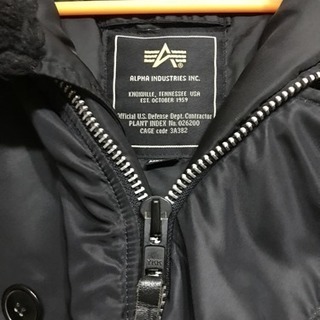 ALPHA INDUSTRIES INC.
KNOXVILLE, TENNESSEE USA
EST. OCTOBER 1959
Official U.S. Defense Dept. Contractor
PLANT INDEX No. 026200
CAGE code 3A382
YKK